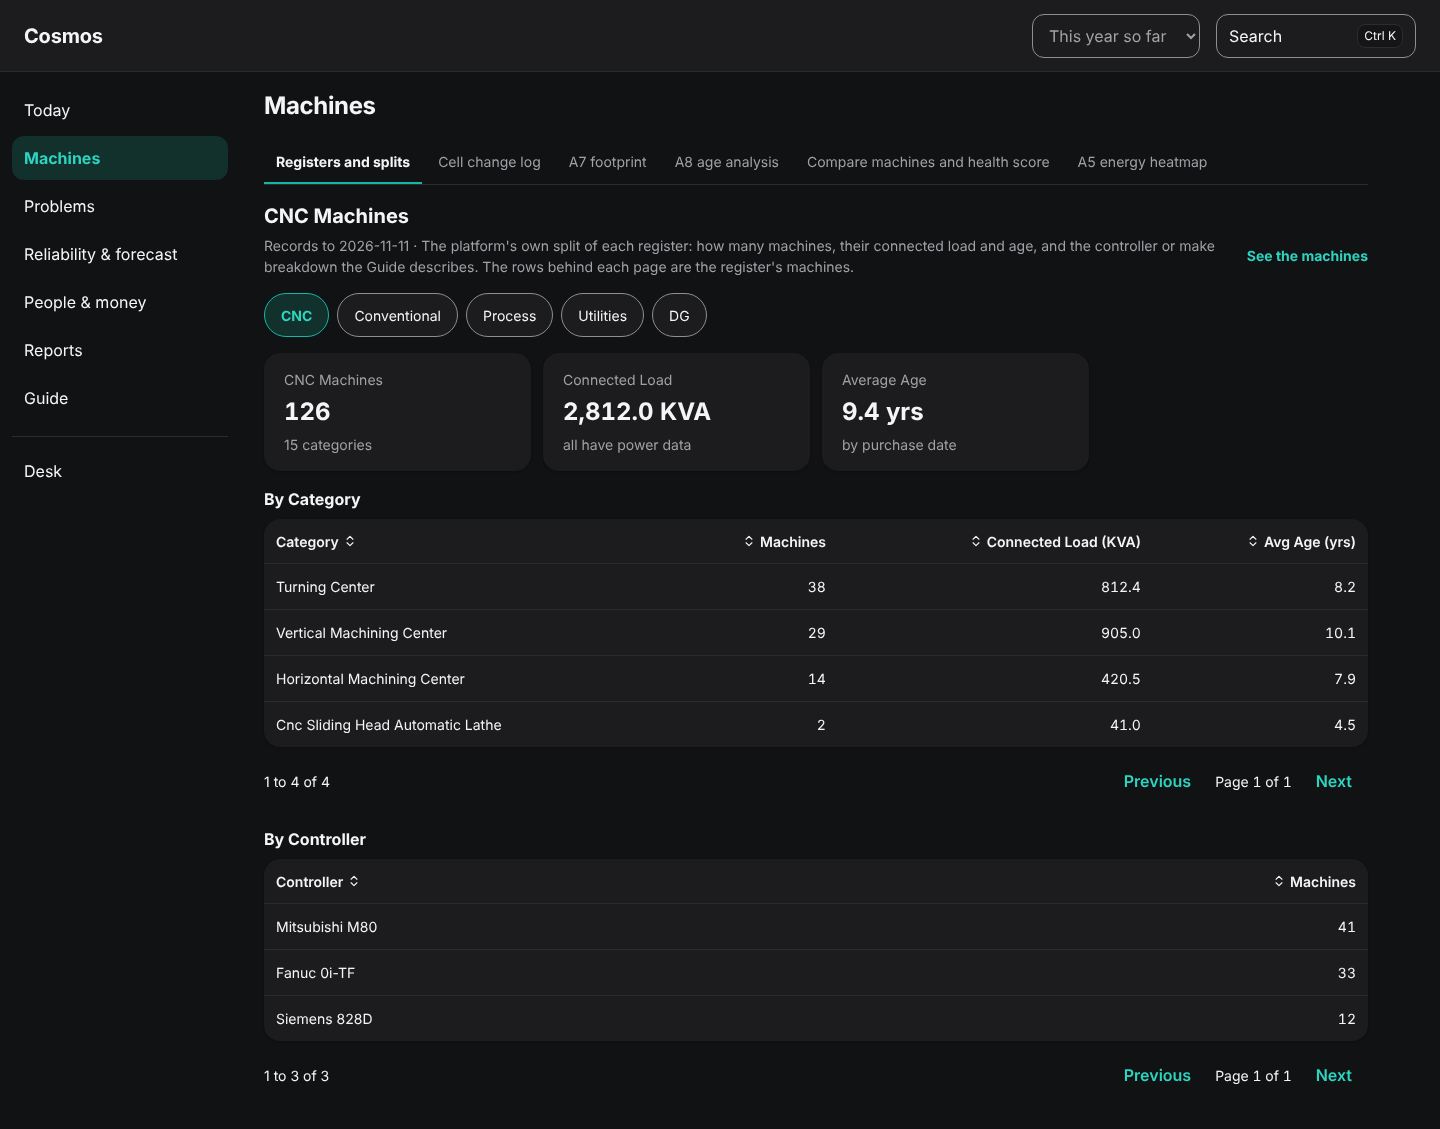 Cosmos
This year so far
Search
Ctrl K
Today
Machines
Problems
Reliability & forecast
People & money
Reports
Guide
Desk
Machines
Registers and splits
Cell change log
A7 footprint
A8 age analysis
Compare machines and health score
A5 energy heatmap
CNC Machines
Records to 2026-11-11 · The platform's own split of each register: how many machines, their connected load and age, and the controller or make
breakdown the Guide describes. The rows behind each page are the register's machines.
See the machines
CNC
Conventional
Process
Utilities
DG
CNC Machines
126
15 categories
Connected Load
2,812.0 KVA
all have power data
Average Age
9.4 yrs
by purchase date
By Category
Category Machines Connected Load (KVA) Avg Age (yrs)
Turning Center 38 812.4 8.2
Vertical Machining Center 29 905.0 10.1
Horizontal Machining Center 14 420.5 7.9
Cnc Sliding Head Automatic Lathe 2 41.0 4.5
1 to 4 of 4 Previous Page 1 of 1 Next
By Controller
Controller Machines
Mitsubishi M80 41
Fanuc 0i-TF 33
Siemens 828D 12
1 to 3 of 3 Previous Page 1 of 1 Next